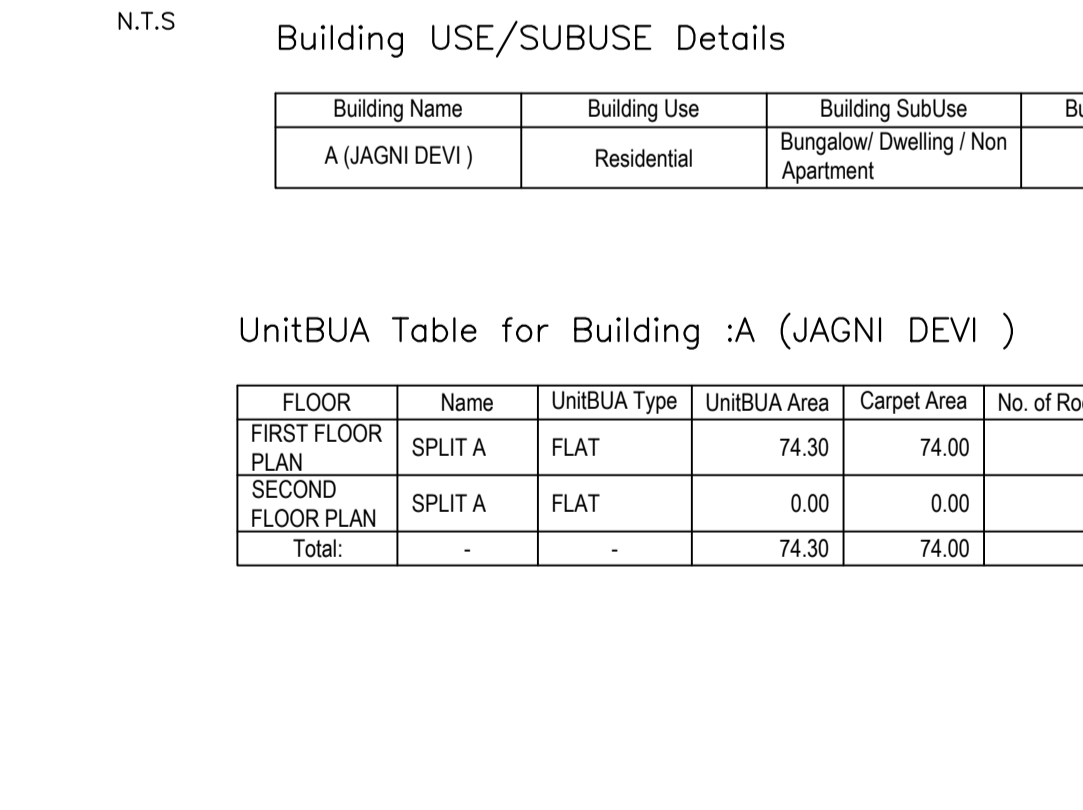 N.T.S
Building USE/SUBUSE Details
Building Name Building Use Building SubUse
A (JAGNI DEVI ) Residential Bungalow/ Dwelling / Non
Apartment
UnitBUA Table for Building :A (JAGNI DEVI )
FLOOR Name UnitBUA Type UnitBUA Area Carpet Area No. of
FIRST FLOOR
PLAN SPLIT A FLAT 74.30 74.00
SECOND
FLOOR PLAN SPLIT A FLAT 0.00 0.00
Total: - - 74.30 74.00